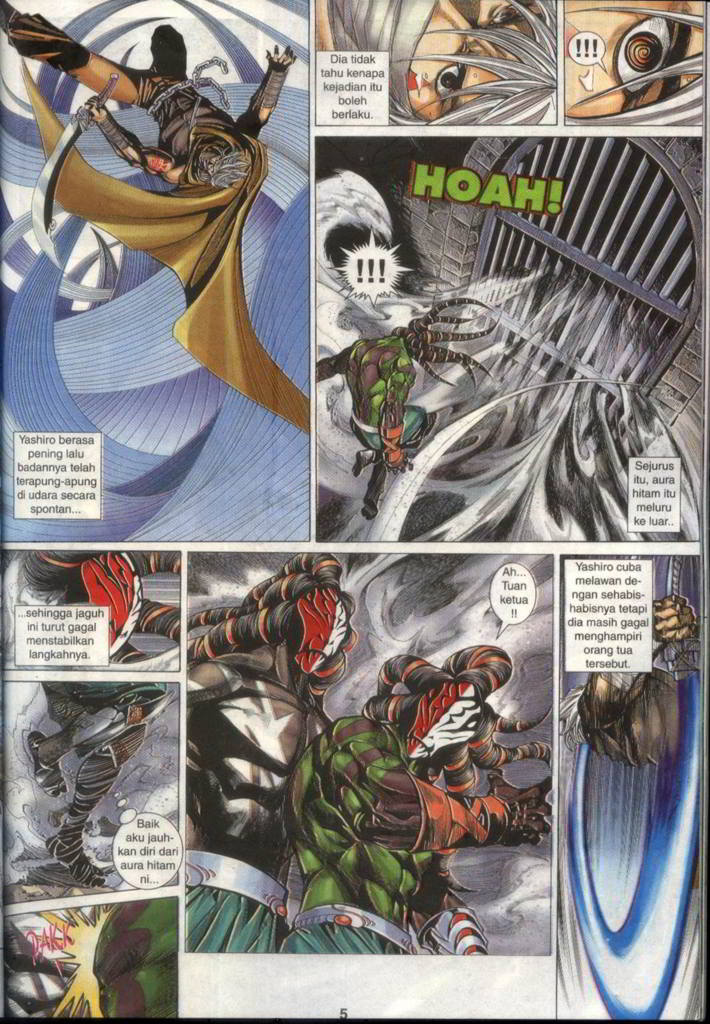 Yashiro berasa
pening lalu
badannya telah
terapung-apung
di udara secara
spontan...
Dia tidak
tahu kenapa
kejadian itu
boleh
berlaku.
!!!
HOAH!
!!!
Sejurus
itu, aura
hitam itu
meluru
ke luar..
...sehingga jaguh
ini turut gagal
menstabilkan
langkahnya.
Baik
aku jauh-
kan diri dari
aura hitam
ni...
PAKK
Ah...
Tuan
ketua
!!
Yashiro cuba
melawan de-
ngan sehabis-
habisnya tetapi
dia masih gagal
menghampiri
orang tua
tersebut.
5